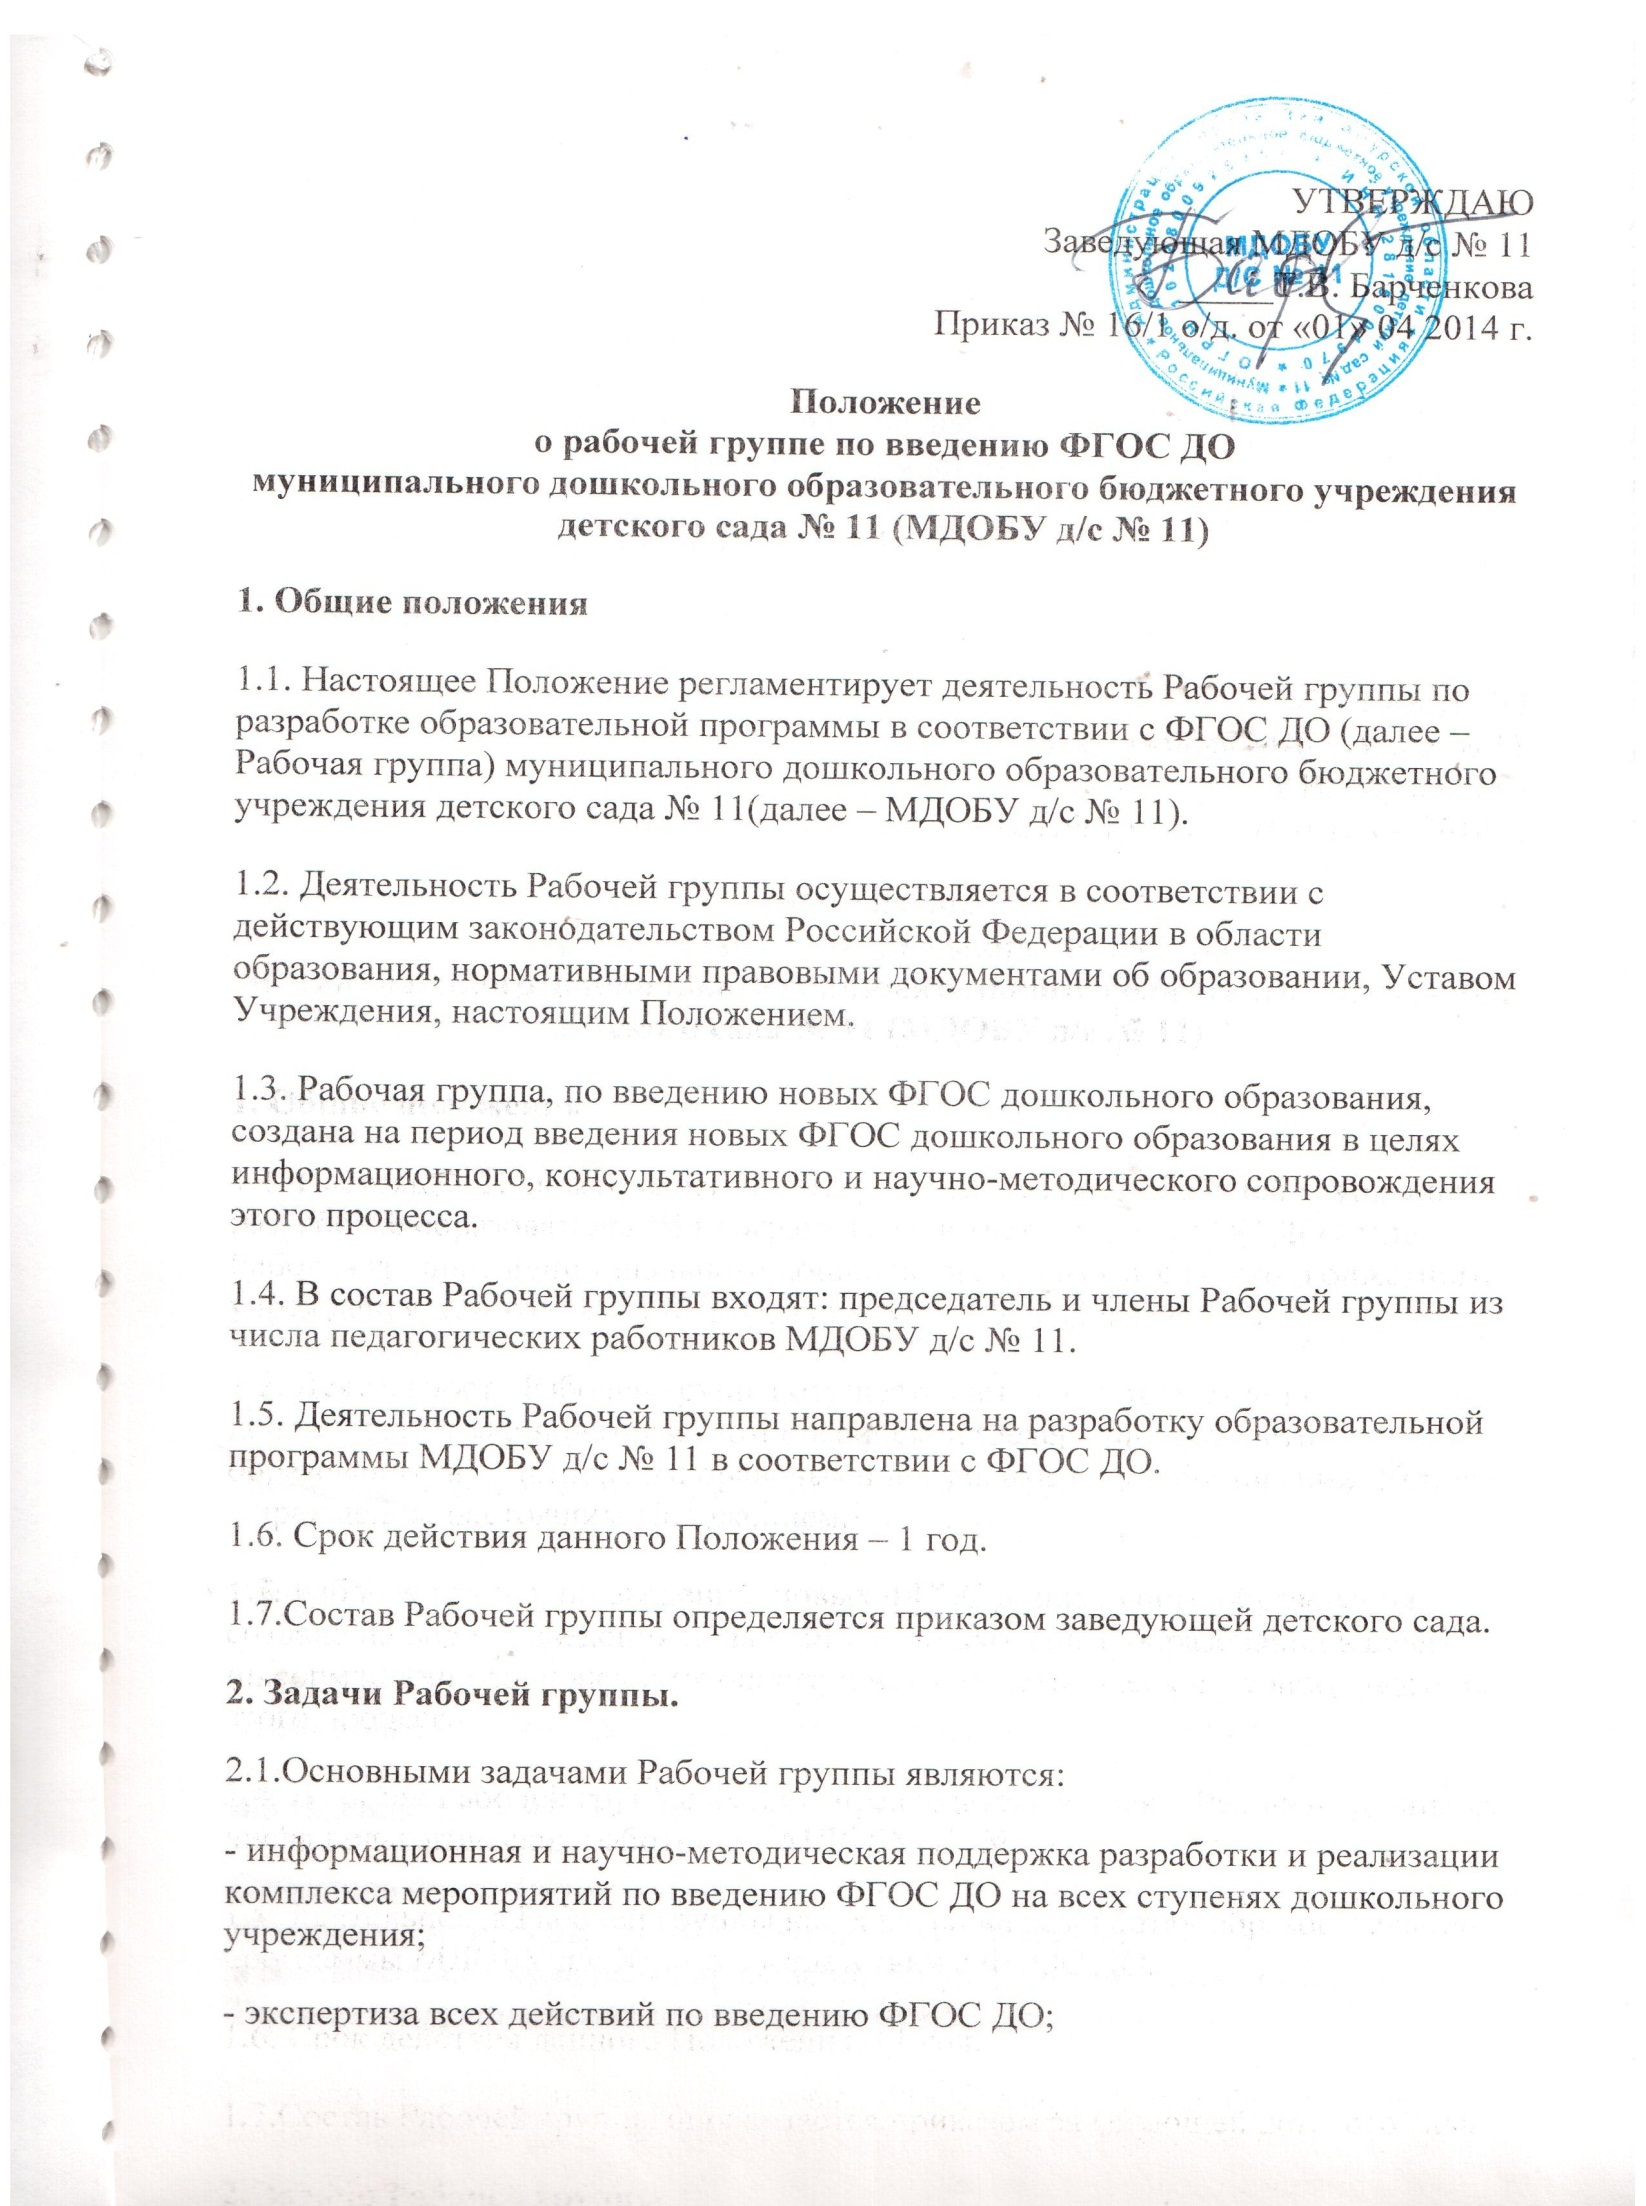 УТВЕРЖДАЮ
Заведующая МДОБУ д/с № 11
_____Т.В. Барченкова
Приказ № 16/1 о/д. от «01» 04 2014 г.
МДОБУ
Д/С № 11
Положение
о рабочей группе по введению ФГОС ДО
муниципального дошкольного образовательного бюджетного учреждения
детского сада № 11 (МДОБУ д/с № 11)
1. Общие положения
1.1. Настоящее Положение регламентирует деятельность Рабочей группы по
разработке образовательной программы в соответствии с ФГОС ДО (далее –
Рабочая группа) муниципального дошкольного образовательного бюджетного
учреждения детского сада № 11(далее – МДОБУ д/с № 11).
1.2. Деятельность Рабочей группы осуществляется в соответствии с
действующим законодательством Российской Федерации в области
образования, нормативными правовыми документами об образовании, Уставом
Учреждения, настоящим Положением.
1.3. Рабочая группа, по введению новых ФГОС дошкольного образования,
создана на период введения новых ФГОС дошкольного образования в целях
информационного, консультативного и научно-методического сопровождения
этого процесса.
1.4. В состав Рабочей группы входят: председатель и члены Рабочей группы из
числа педагогических работников МДОБУ д/с № 11.
1.5. Деятельность Рабочей группы направлена на разработку образовательной
программы МДОБУ д/с № 11 в соответствии с ФГОС ДО.
1.6. Срок действия данного Положения – 1 год.
1.7.Состав Рабочей группы определяется приказом заведующей детского сада.
2. Задачи Рабочей группы.
2.1.Основными задачами Рабочей группы являются:
- информационная и научно-методическая поддержка разработки и реализации
комплекса мероприятий по введению ФГОС ДО на всех ступенях дошкольного
учреждения;
- экспертиза всех действий по введению ФГОС ДО;